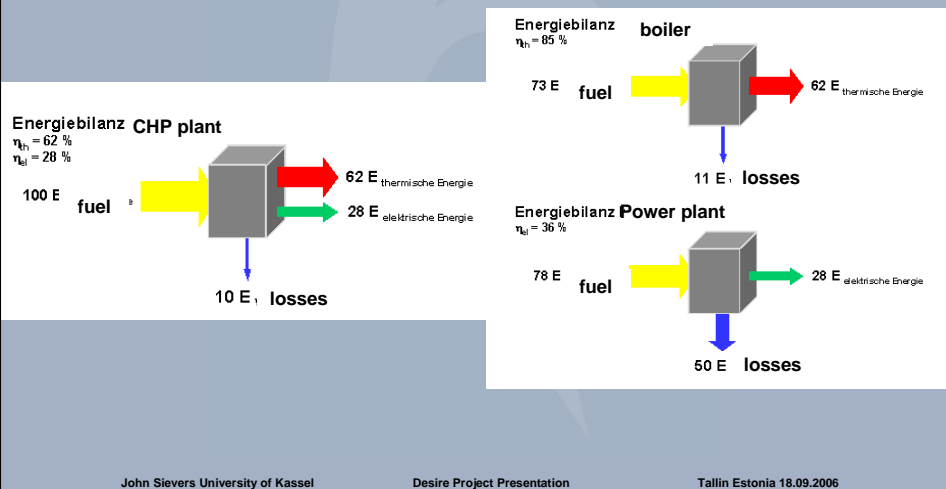 Energiebilanz CHP plant
ηth = 62 %
ηel = 28 %
100 E fuel
62 E thermische Energie
28 E elektrische Energie
10 E losses
Energiebilanz boiler
ηth = 85 %
73 E fuel
62 E thermische Energie
11 E losses
Energiebilanz Power plant
ηel = 36 %
78 E fuel
28 E elektrische Energie
50 E losses
John Sievers University of Kassel Desire Project Presentation Tallin Estonia 18.09.2006